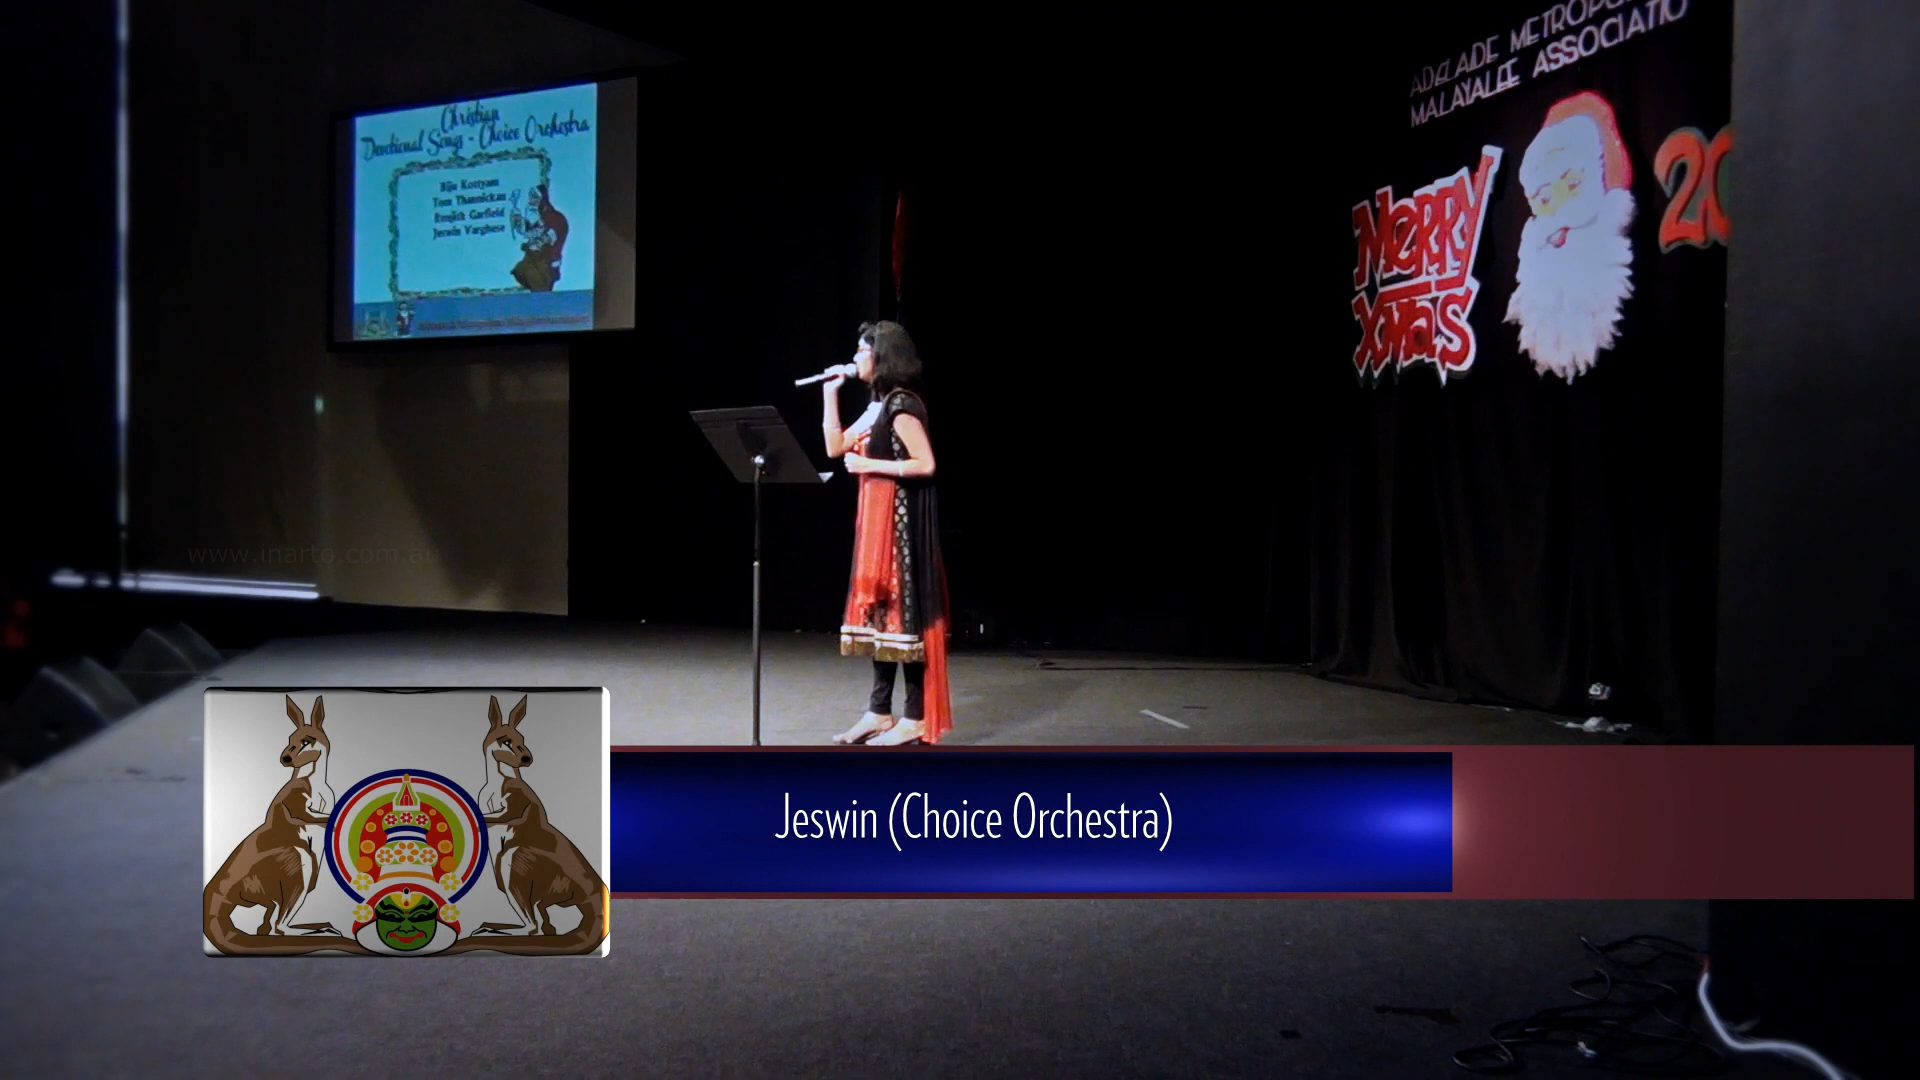 Christian
Devotional Songs - Choice Orchestra
Biju Kottyam
Tom Thannickan
Renjith Garfield
Jeswin Varghese
ADELAIDE METROPO
MALAYALEE ASSOCIATIO
MERRY
XMAS
20
www.inarto.com.au
Jeswin (Choice Orchestra)